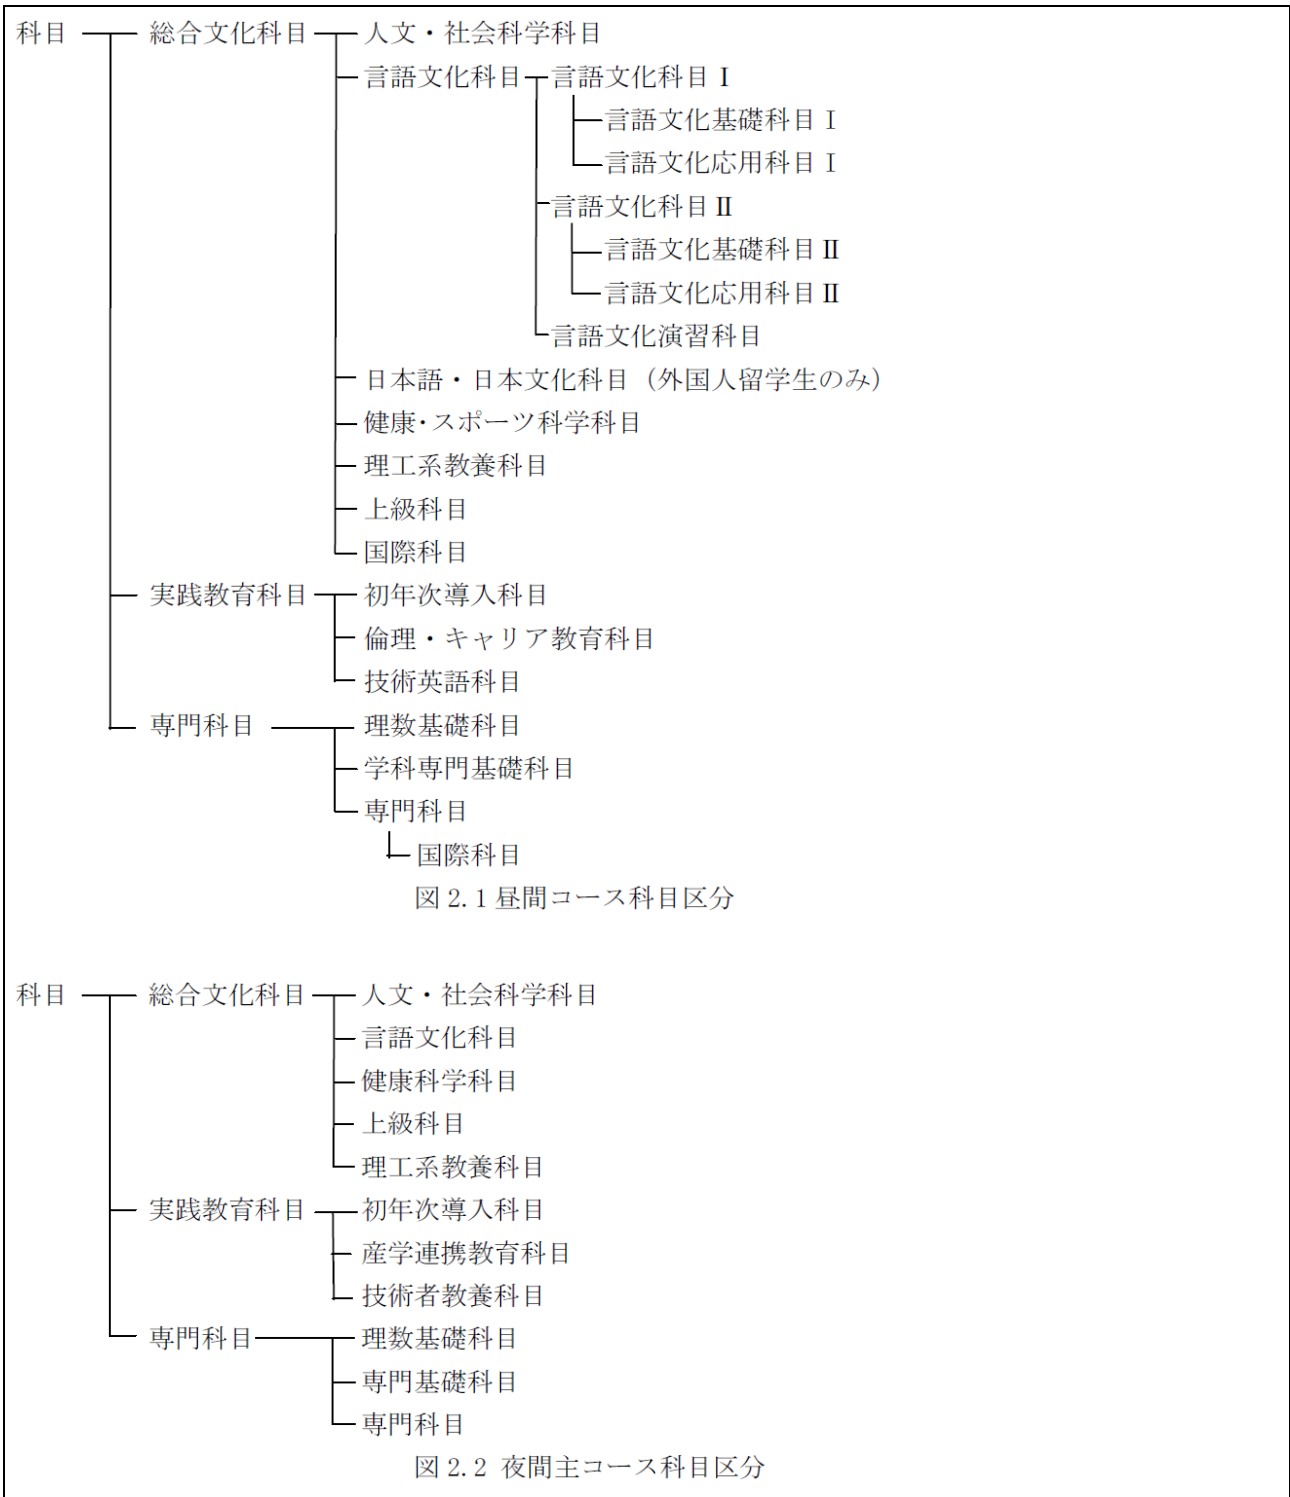 科目 総合文化科目 人文・社会科学科目
言語文化科目 言語文化科目Ⅰ
言語文化基礎科目Ⅰ
言語文化応用科目Ⅰ
言語文化科目Ⅱ
言語文化基礎科目Ⅱ
言語文化応用科目Ⅱ
言語文化演習科目
日本語・日本文化科目（外国人留学生のみ）
健康・スポーツ科学科目
理工系教養科目
上級科目
国際科目
実践教育科目 初年次導入科目
倫理・キャリア教育科目
技術英語科目
専門科目 理数基礎科目
学科専門基礎科目
専門科目
国際科目
図 2.1 昼間コース科目区分
科目 総合文化科目 人文・社会科学科目
言語文化科目
健康科学科目
上級科目
理工系教養科目
実践教育科目 初年次導入科目
産学連携教育科目
技術者教養科目
専門科目 理数基礎科目
専門基礎科目
専門科目
図 2.2 夜間主コース科目区分